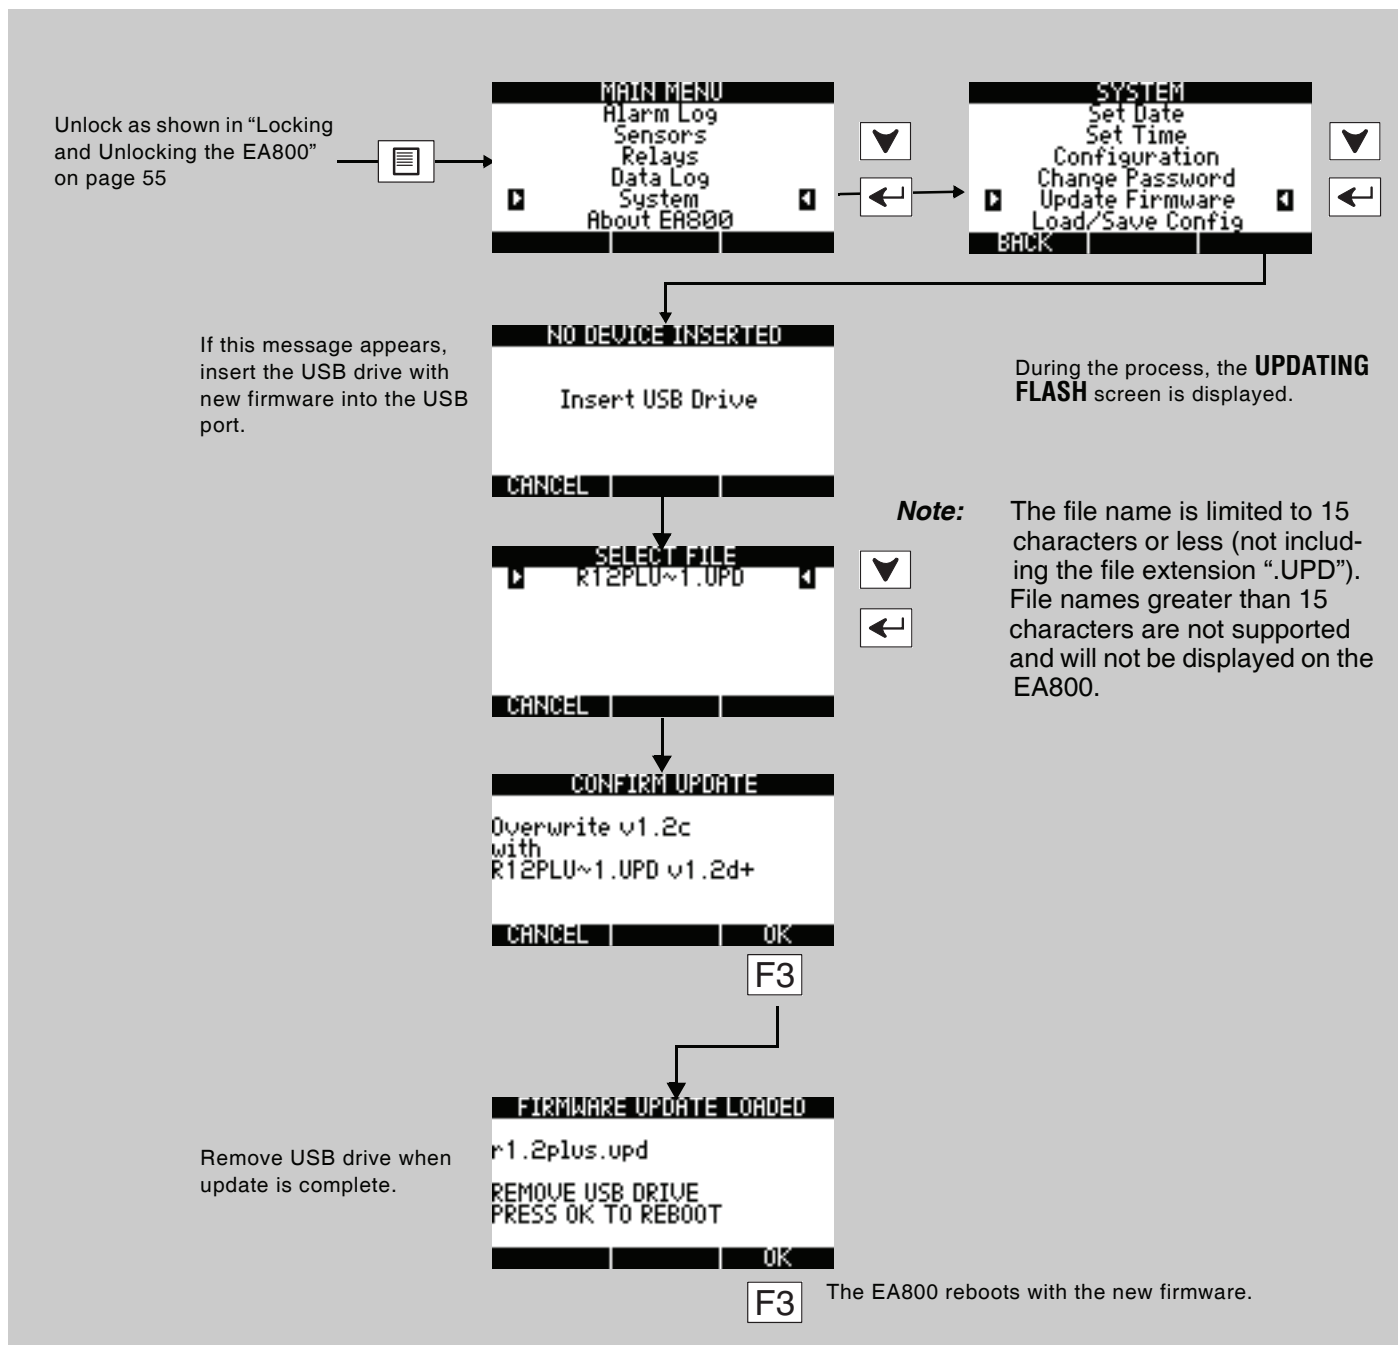 Unlock as shown in “Locking
and Unlocking the EA800”
on page 55
MAIN MENU
Alarm Log
Sensors
Relays
Data Log
System
About EA800
SYSTEM
Set Date
Set Time
Configuration
Change Password
Update Firmware
Load/Save Config
BACK
If this message appears,
insert the USB drive with
new firmware into the USB
port.
NO DEVICE INSERTED
Insert USB Drive
CANCEL
During the process, the UPDATING
FLASH screen is displayed.
SELECT FILE
R12PLU~1.UPD
CANCEL
Note: The file name is limited to 15
characters or less (not includ-
ing the file extension “.UPD”).
File names greater than 15
characters are not supported
and will not be displayed on the
EA800.
CONFIRM UPDATE
Overwrite v1.2c
with
R12PLU~1.UPD v1.2d+
CANCEL OK
F3
Remove USB drive when
update is complete.
FIRMWARE UPDATE LOADED
r1.2plus.upd
REMOVE USB DRIVE
PRESS OK TO REBOOT
OK
F3
The EA800 reboots with the new firmware.